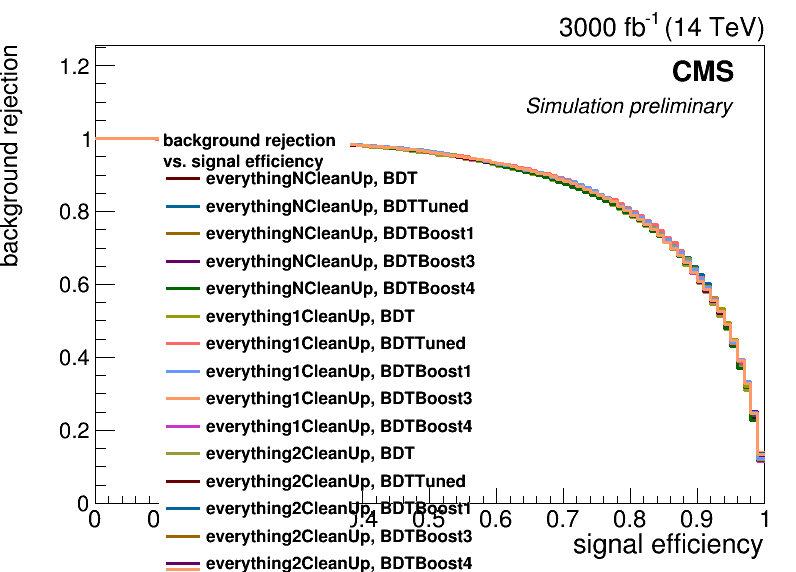 3000 fb-1 (14 TeV)
CMS
Simulation preliminary
background rejection
1.2
1
0.8
0.6
0.4
0.2
0
background rejection
vs. signal efficiency
everythingNCleanUp, BDT
everythingNCleanUp, BDTTuned
everythingNCleanUp, BDTBoost1
everythingNCleanUp, BDTBoost3
everythingNCleanUp, BDTBoost4
everything1CleanUp, BDT
everything1CleanUp, BDTTuned
everything1CleanUp, BDTBoost1
everything1CleanUp, BDTBoost3
everything1CleanUp, BDTBoost4
everything2CleanUp, BDT
everything2CleanUp, BDTTuned
everything2CleanUp, BDTBoost1
everything2CleanUp, BDTBoost3
everything2CleanUp, BDTBoost4
0 0 0.5 0.6 0.7 0.8 0.9 1
signal efficiency